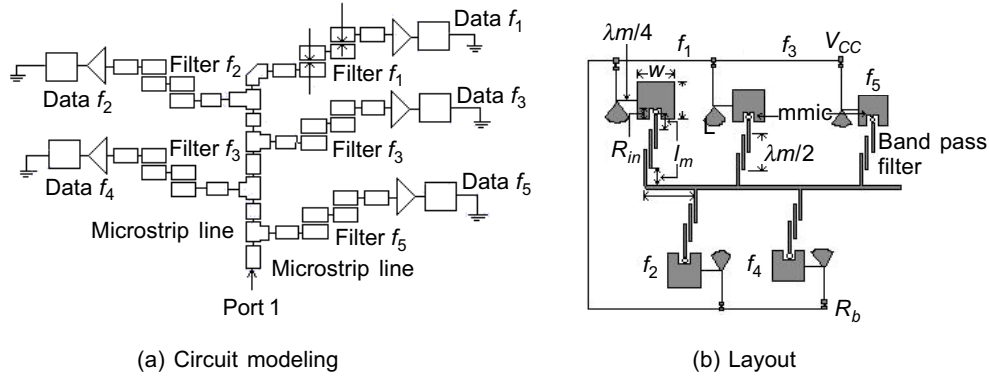 Data f1
Filter f2
Filter f1
Data f2
Data f3
Filter f3
Filter f3
Data f4
Data f5
Microstrip line
Filter f5
Microstrip line
Port 1
(a) Circuit modeling
λm/4
f1
f3
VCC
w
f5
L
mmic
Rin
lm
λm/2
Band pass
filter
f2
f4
Rb
(b) Layout